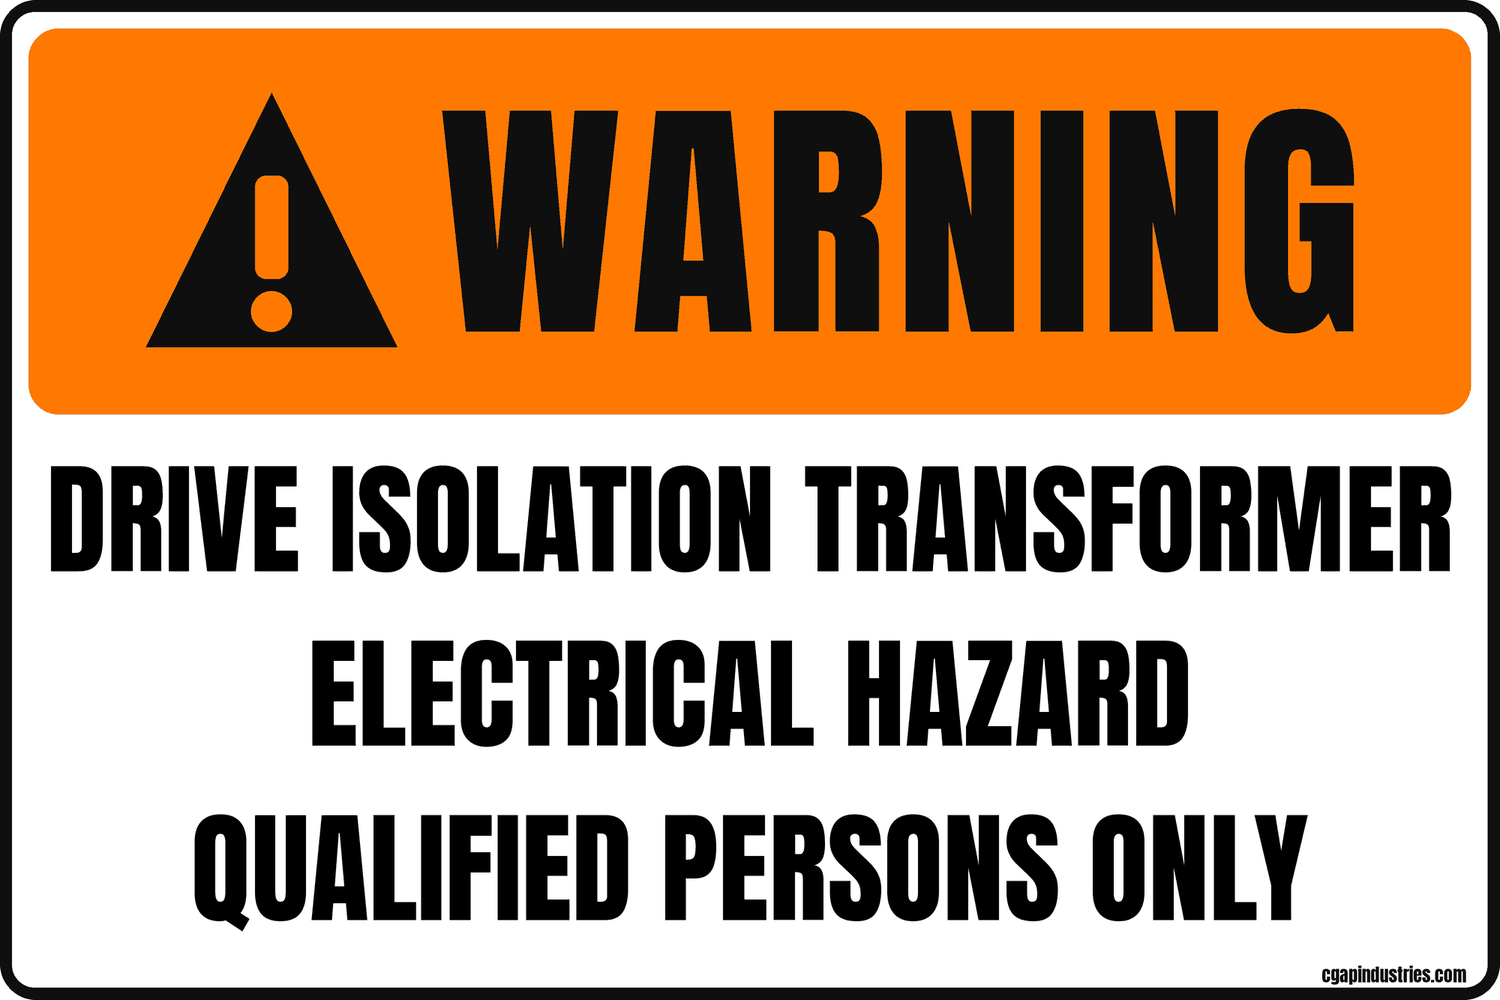 WARNING
DRIVE ISOLATION TRANSFORMER
ELECTRICAL HAZARD
QUALIFIED PERSONS ONLY
cgapindustries.com